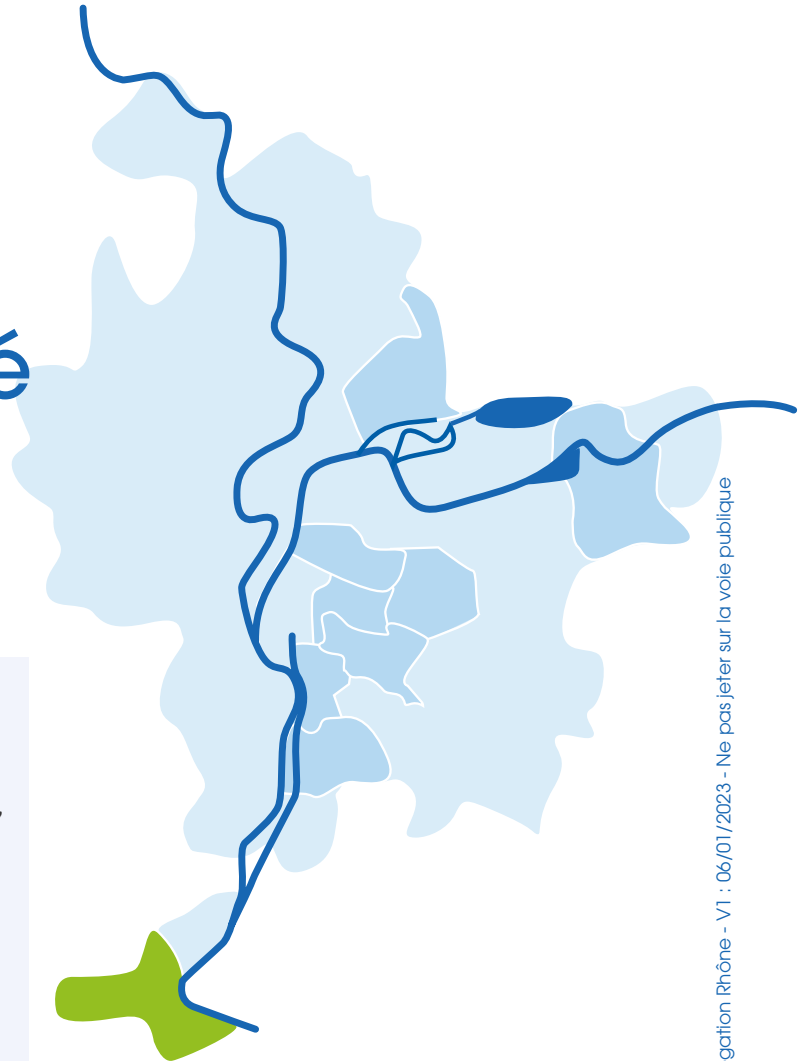 é
gation Rhône - V1 : 06/01/2023 - Ne pas jeter sur la voie publique